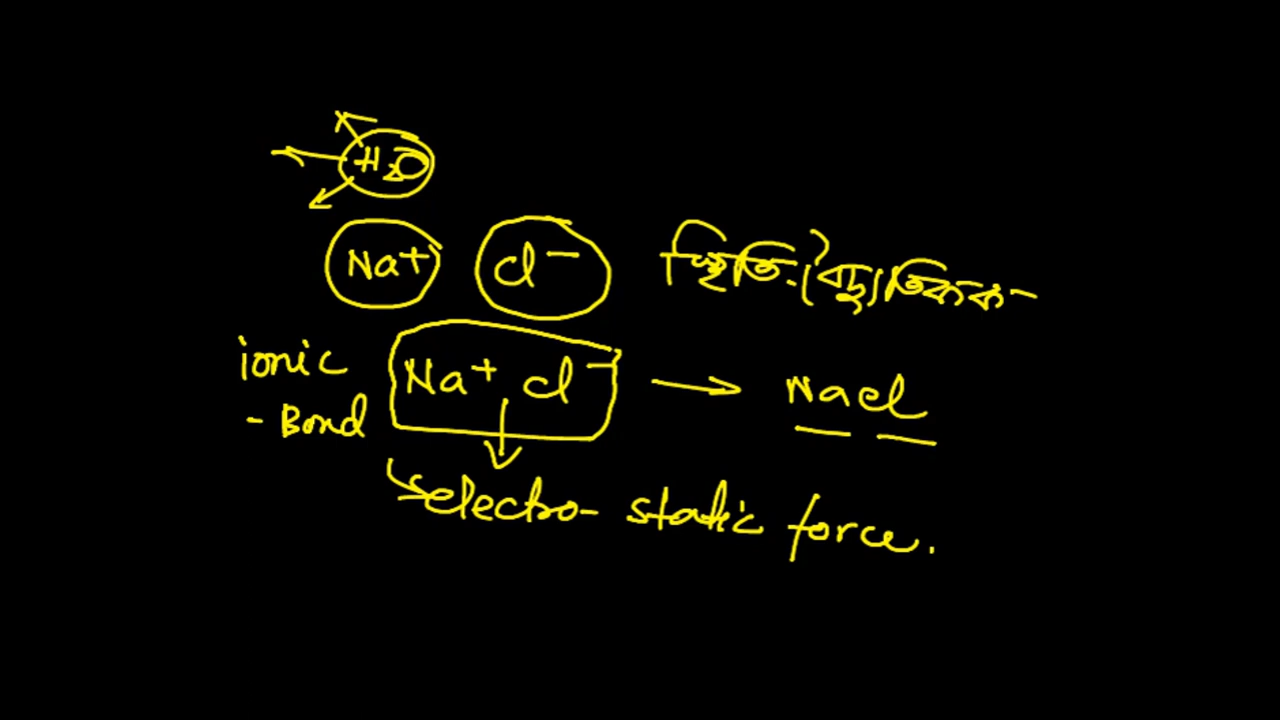 H₂O
Na⁺ Cl⁻ স্থিতি-বৈদ্যুতিক
ionic
- Bond
Na⁺ Cl⁻ → NaCl
electro-static force.